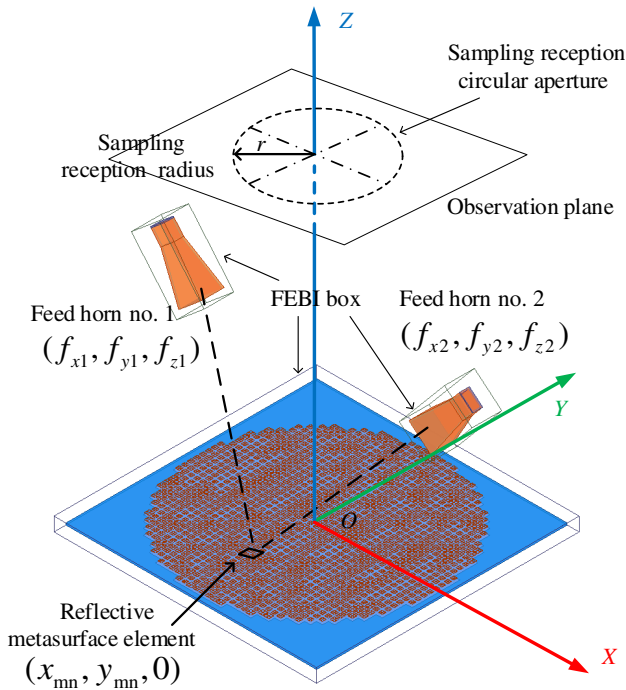 Z
Sampling reception
circular aperture
Sampling
reception radius
r
Observation plane
Feed horn no. 1
(f_{x1}, f_{y1}, f_{z1})
FEBI box
Feed horn no. 2
(f_{x2}, f_{y2}, f_{z2})
Y
O
Reflective
metasurface element
(x_{mn}, y_{mn}, 0)
X